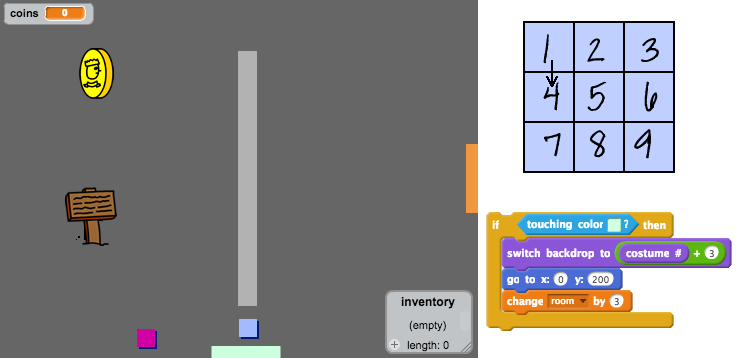 coins 0
inventory
(empty)
+ length: 0
1 2 3
4 5 6
7 8 9
if touching color ? then
switch backdrop to costume # + 3
go to x: 0 y: 200
change room by 3